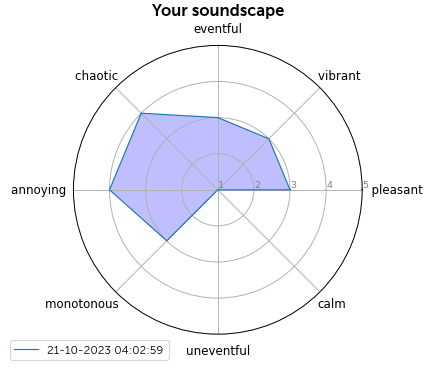 Your soundscape
eventful
chaotic
vibrant
annoying
1 2 3 4 5
pleasant
monotonous
calm
uneventful
21-10-2023 04:02:59